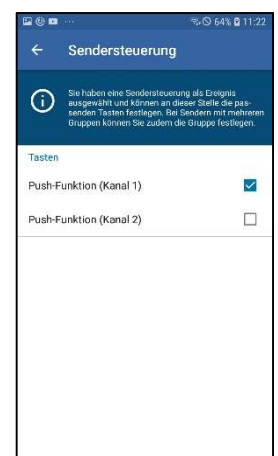 64% 11:22
Sendersteuerung
Sie haben eine Sendersteuerung als Ereignis
ausgewählt und können an dieser Stelle die pas-
senden Tasten festlegen. Bei Sendern mit mehreren
Gruppen können Sie zudem die Gruppe festlegen.
Tasten
Push-Funktion (Kanal 1)
Push-Funktion (Kanal 2)